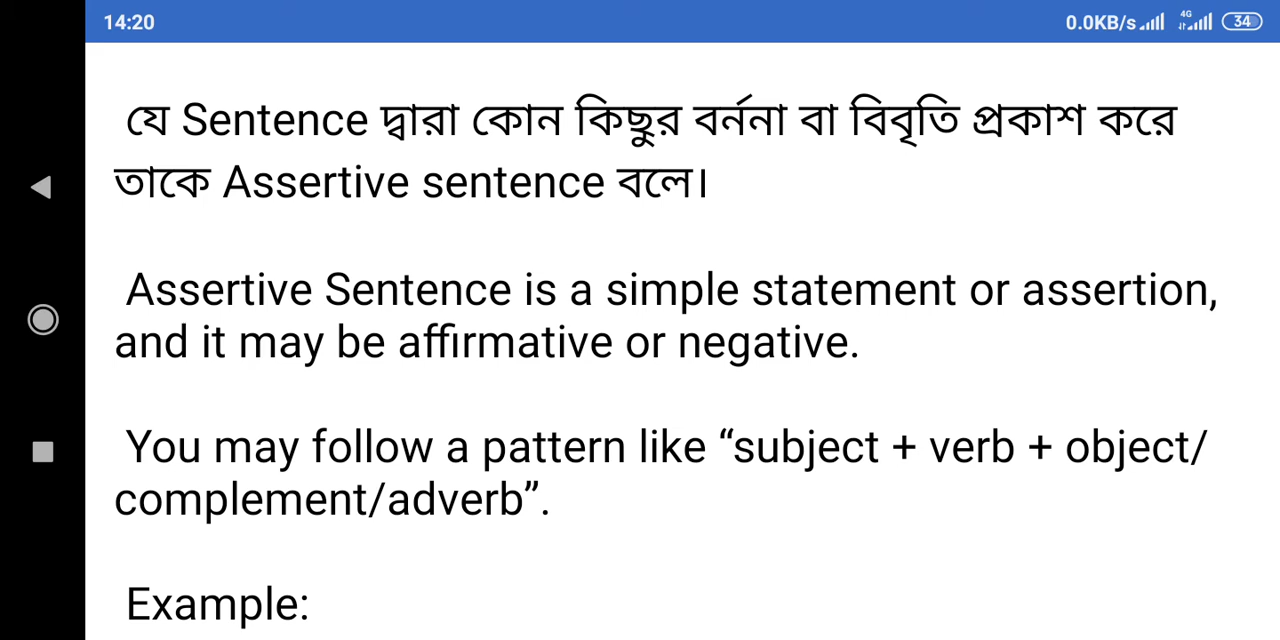 14:20 0.0KB/s 4G 34
যে Sentence দ্বারা কোন কিছুর বর্ননা বা বিবৃতি প্রকাশ করে
তাকে Assertive sentence বলে।
Assertive Sentence is a simple statement or assertion,
and it may be affirmative or negative.
You may follow a pattern like “subject + verb + object/
complement/adverb”.
Example: